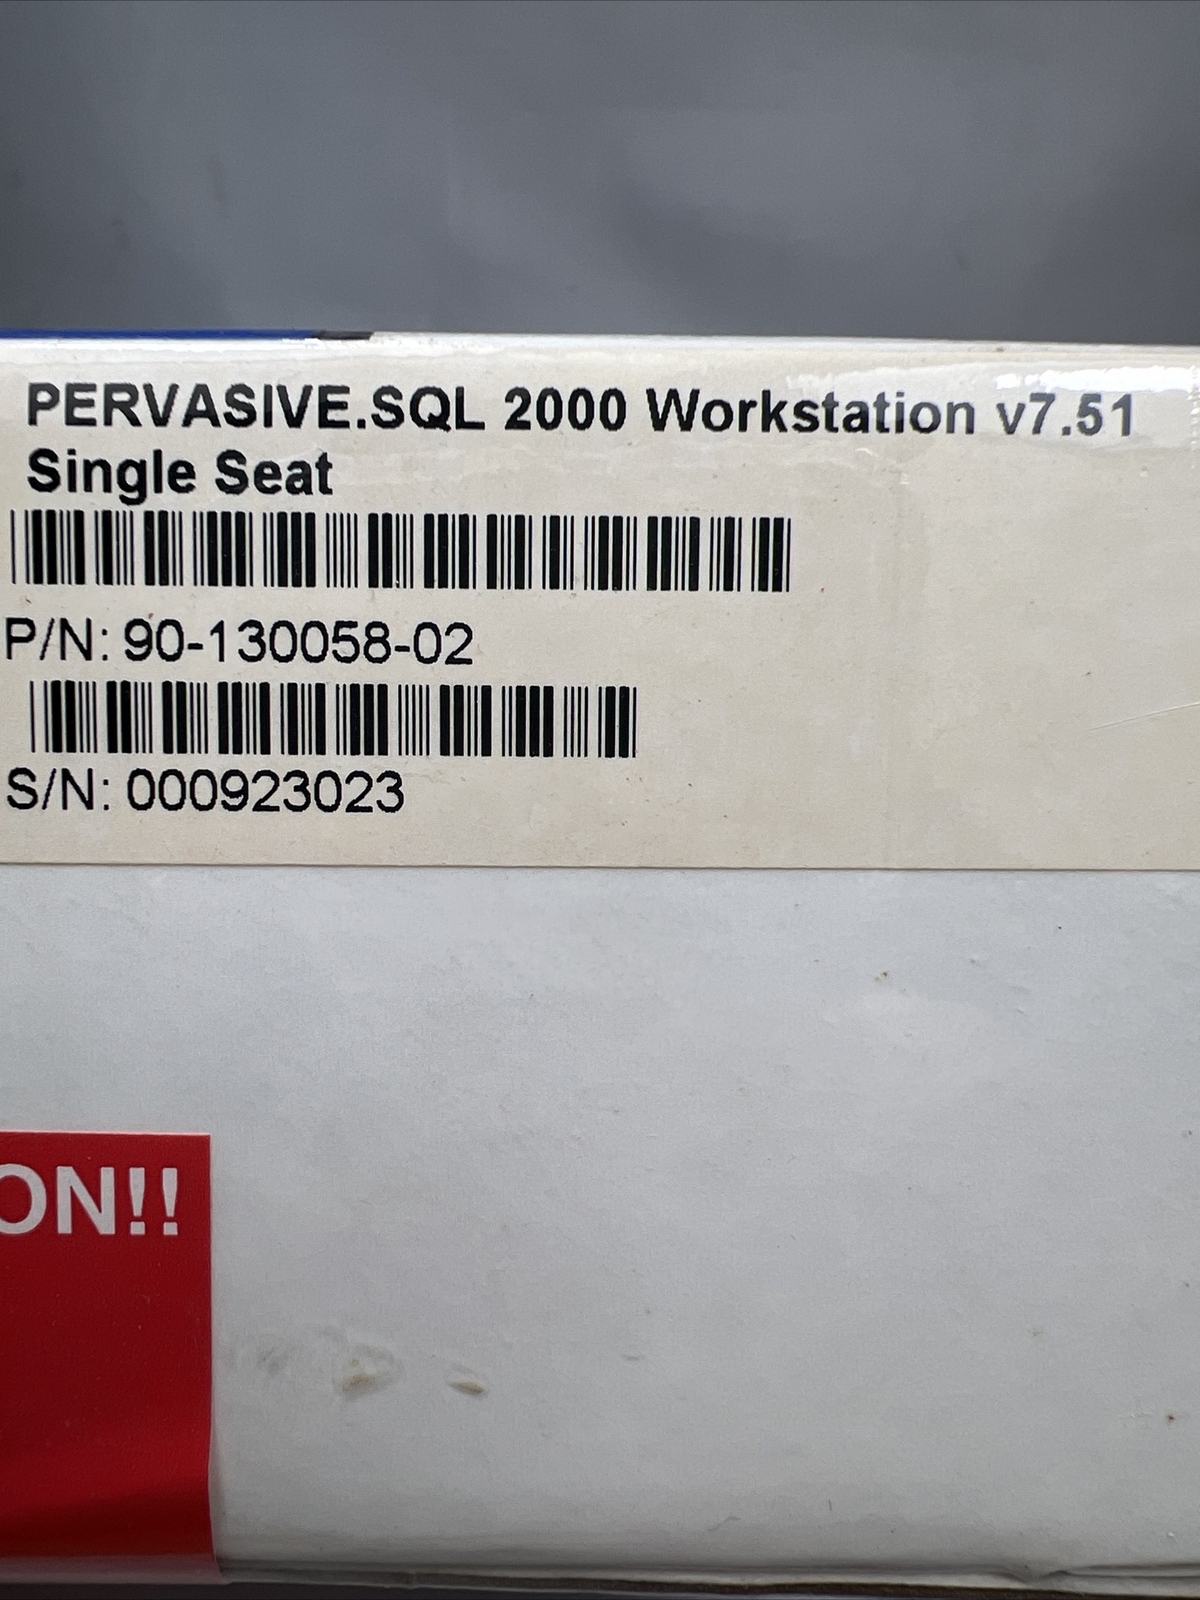 PERVASIVE.SQL 2000 Workstation v7.51
Single Seat
P/N: 90-130058-02
S/N: 000923023
ON!!